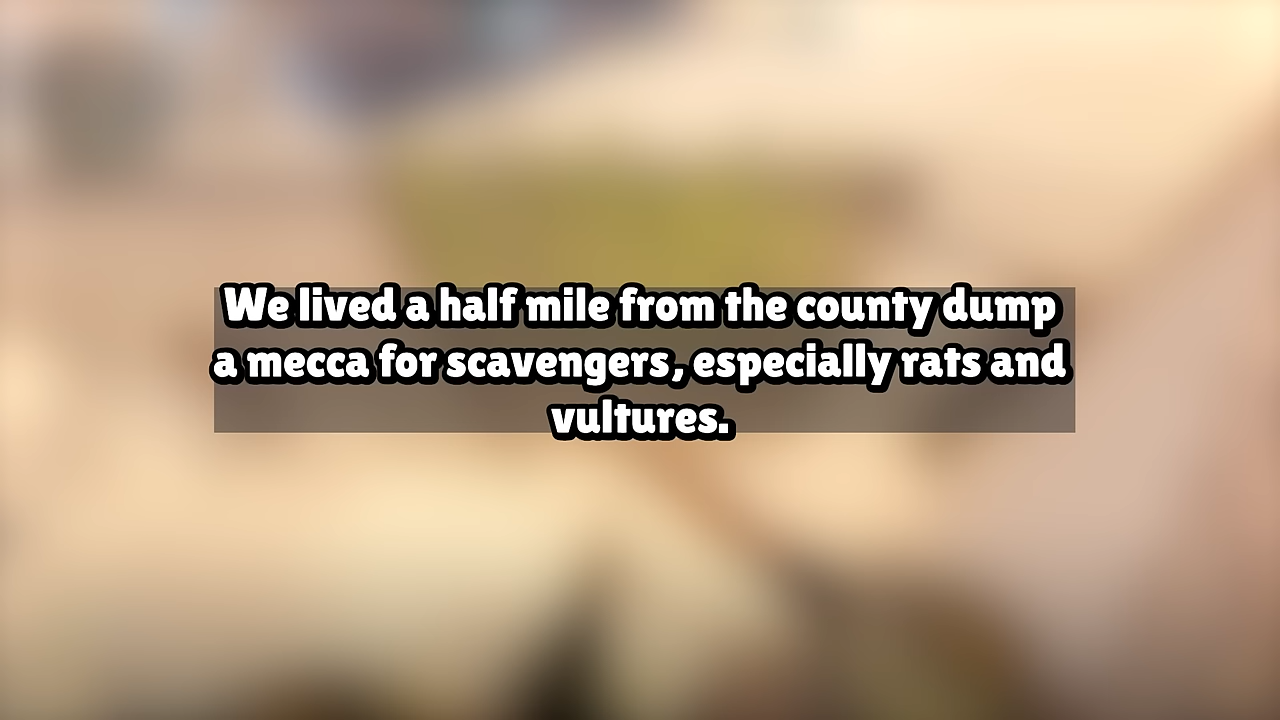 We lived a half mile from the county dump
a mecca for scavengers, especially rats and
vultures.